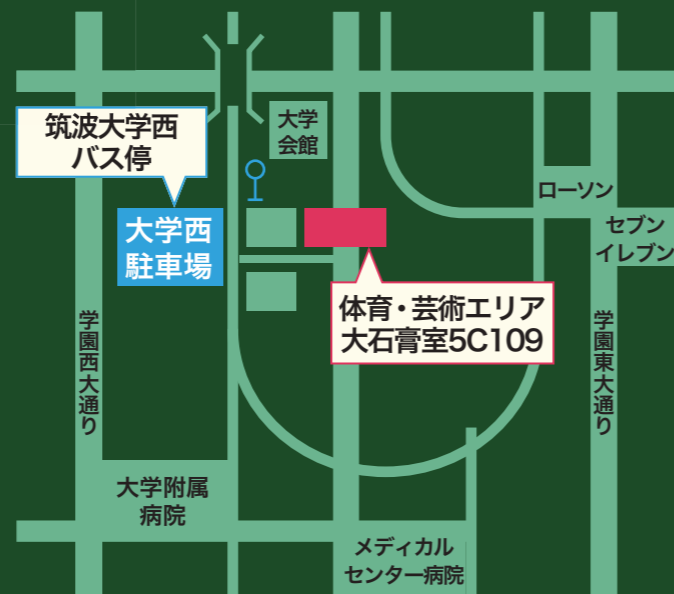 大学
会館
筑波大学西
バス停
ローソン
大学西
駐車場
セブン
イレブン
体育・芸術エリア
大石膏室5C109
学園西大通り
学園東大通り
大学附属
病院
メディカル
センター病院